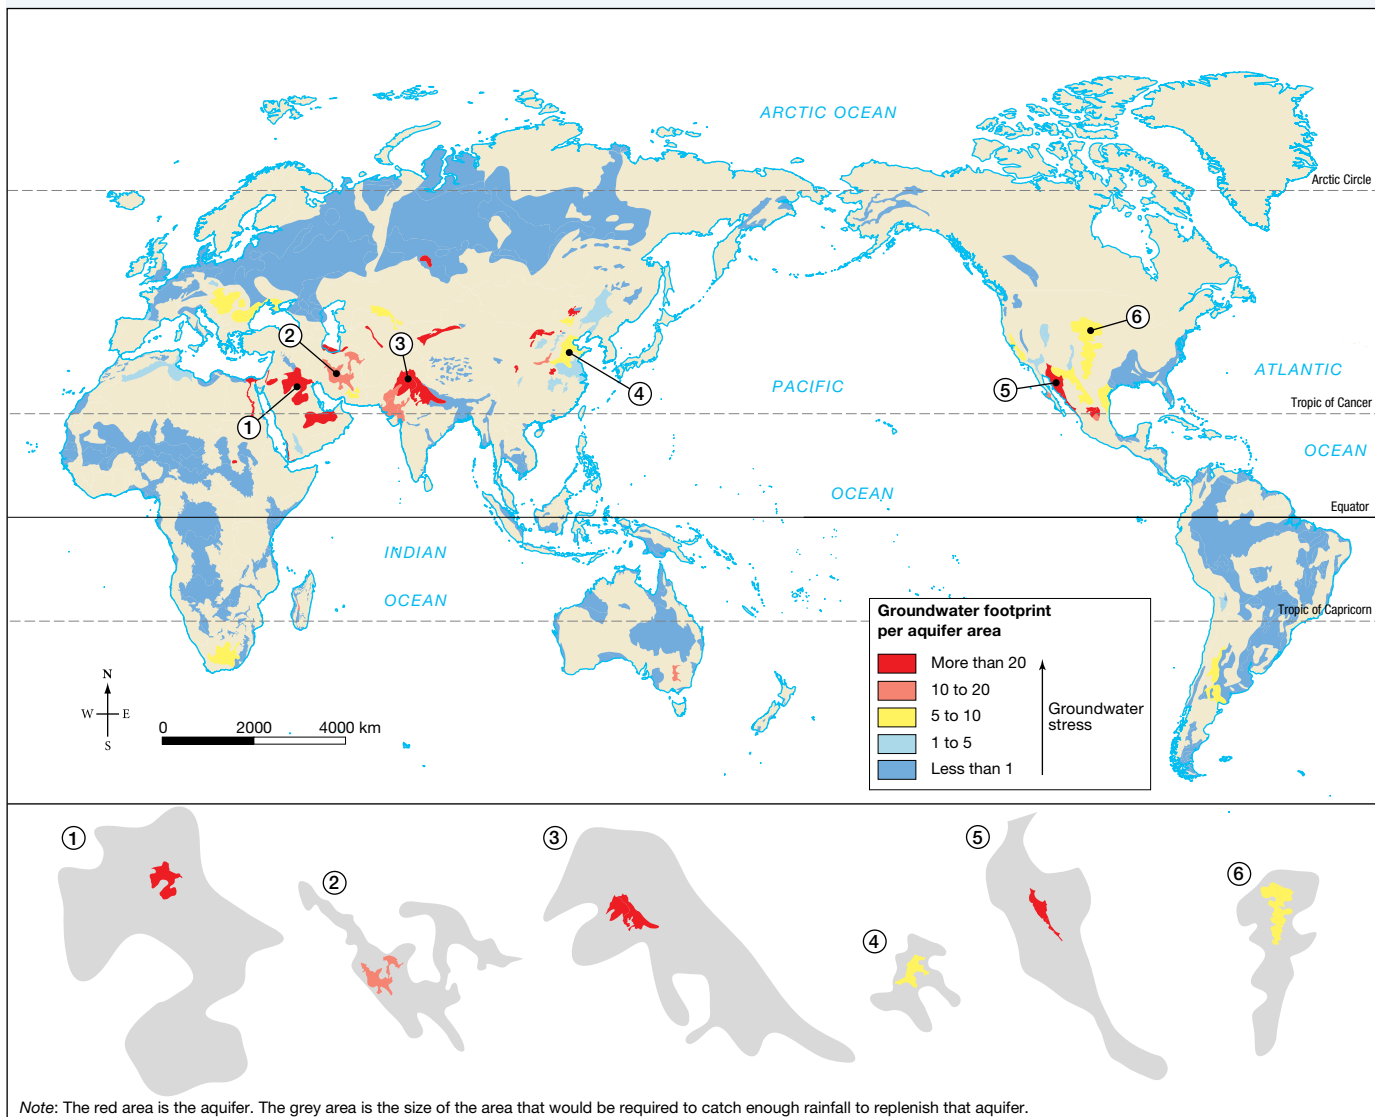 ARCTIC OCEAN
Arctic Circle
2
3
6
4
1
5
PACIFIC
ATLANTIC
Tropic of Cancer
OCEAN
OCEAN
Equator
INDIAN
OCEAN
Tropic of Capricorn
Groundwater footprint
per aquifer area
More than 20
10 to 20
5 to 10
1 to 5
Less than 1
Groundwater
stress
N
W E
S
0 2000 4000 km
1
2
3
4
5
6
Note: The red area is the aquifer. The grey area is the size of the area that would be required to catch enough rainfall to replenish that aquifer.